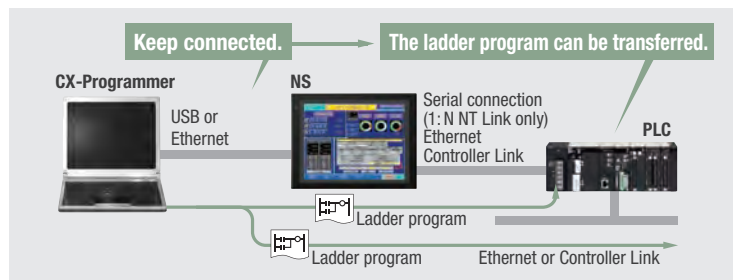 Keep connected.
The ladder program can be transferred.
CX-Programmer
NS
USB or
Ethernet
Serial connection
(1: N NT Link only)
Ethernet
Controller Link
PLC
Ladder program
Ladder program
Ethernet or Controller Link